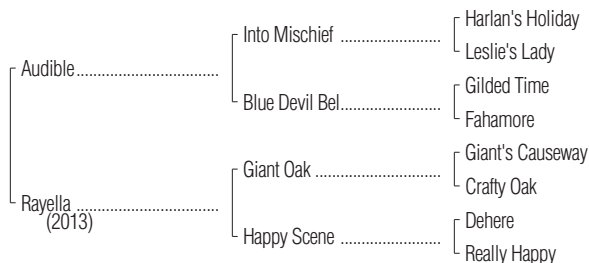 Harlan's Holiday
Into Mischief ........................
Leslie's Lady
Audible..................................
Gilded Time
Blue Devil Bel........................
Fahamore
Giant's Causeway
Giant Oak ..............................
Crafty Oak
Rayella ..................................
(2013)
Dehere
Happy Scene ........................
Really Happy